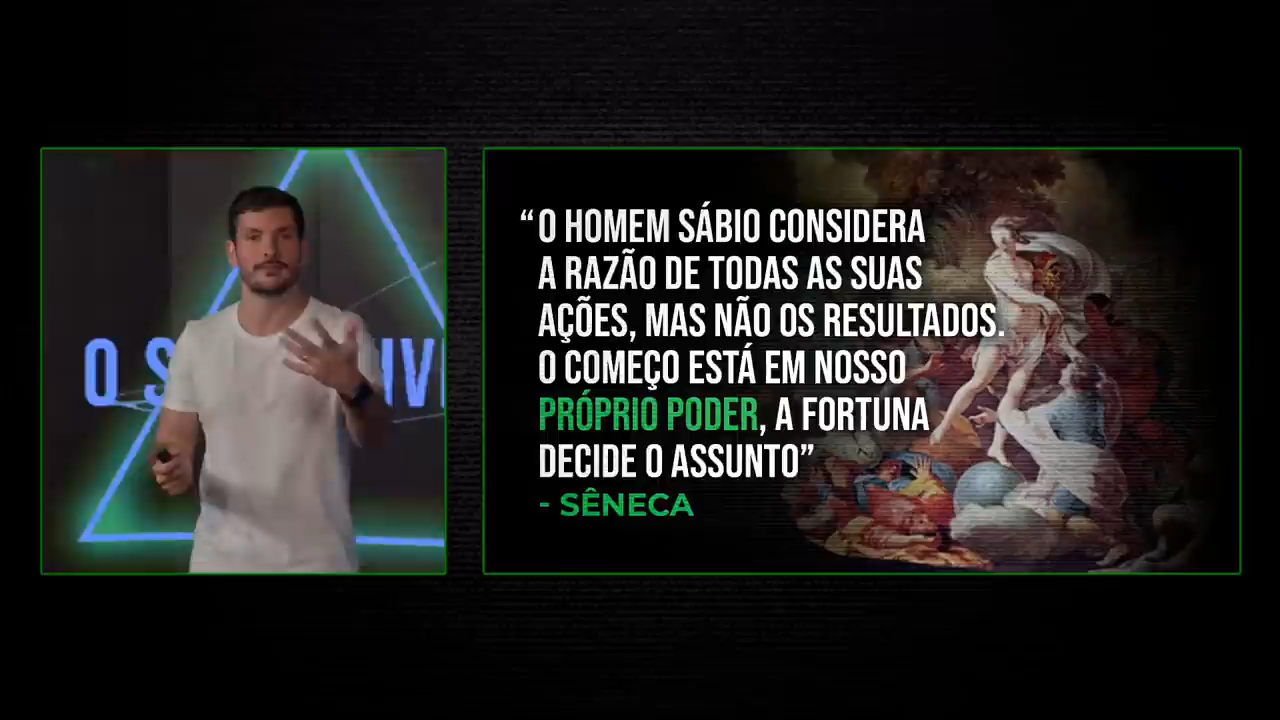 O S
IV
“O HOMEM SÁBIO CONSIDERA
A RAZÃO DE TODAS AS SUAS
AÇÕES, MAS NÃO OS RESULTADOS.
O COMEÇO ESTÁ EM NOSSO
PRÓPRIO PODER, A FORTUNA
DECIDE O ASSUNTO”
- SÊNECA